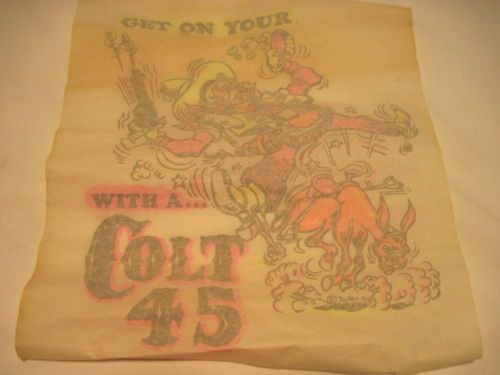 GET ON YOUR
WITH A...
COLT
45